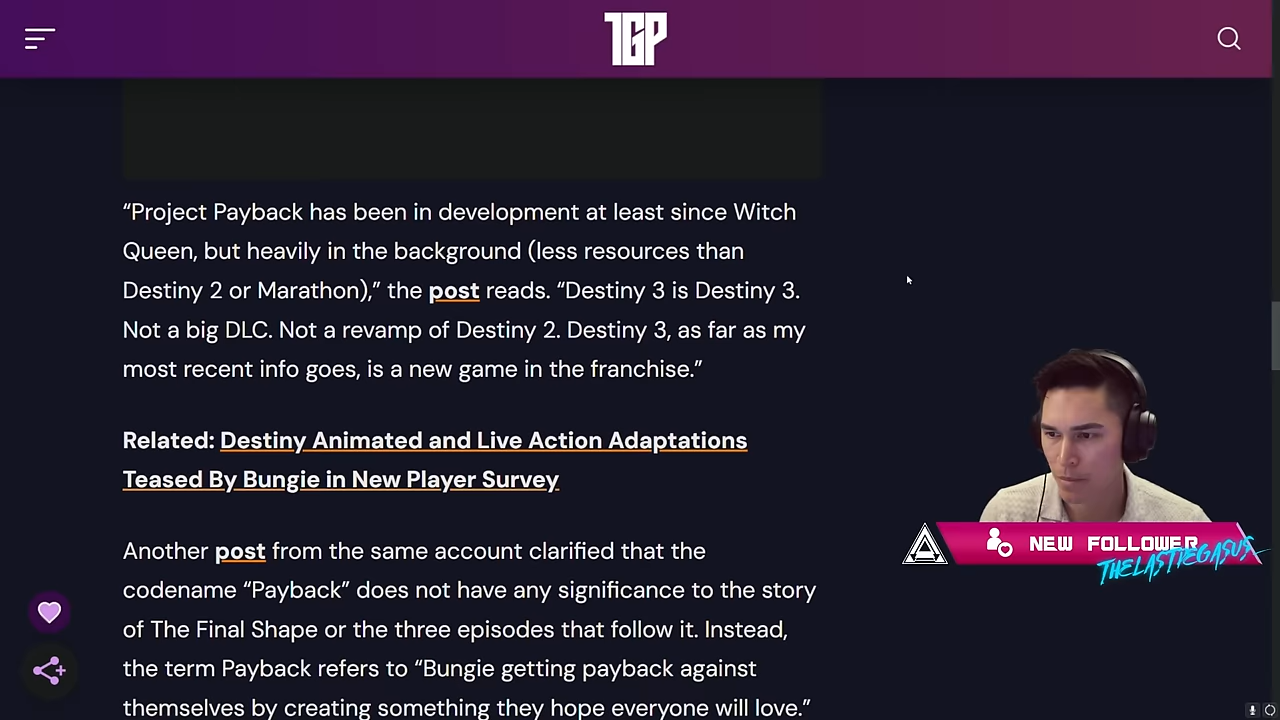 TGP
“Project Payback has been in development at least since Witch
Queen, but heavily in the background (less resources than
Destiny 2 or Marathon),” the post reads. “Destiny 3 is Destiny 3.
Not a big DLC. Not a revamp of Destiny 2. Destiny 3, as far as my
most recent info goes, is a new game in the franchise.”
Related: Destiny Animated and Live Action Adaptations
Teased By Bungie in New Player Survey
NEW FOLLOWER
THELASTPEGASUS
Another post from the same account clarified that the
codename “Payback” does not have any significance to the story
of The Final Shape or the three episodes that follow it. Instead,
the term Payback refers to “Bungie getting payback against
themselves by creating something they hope everyone will love.”